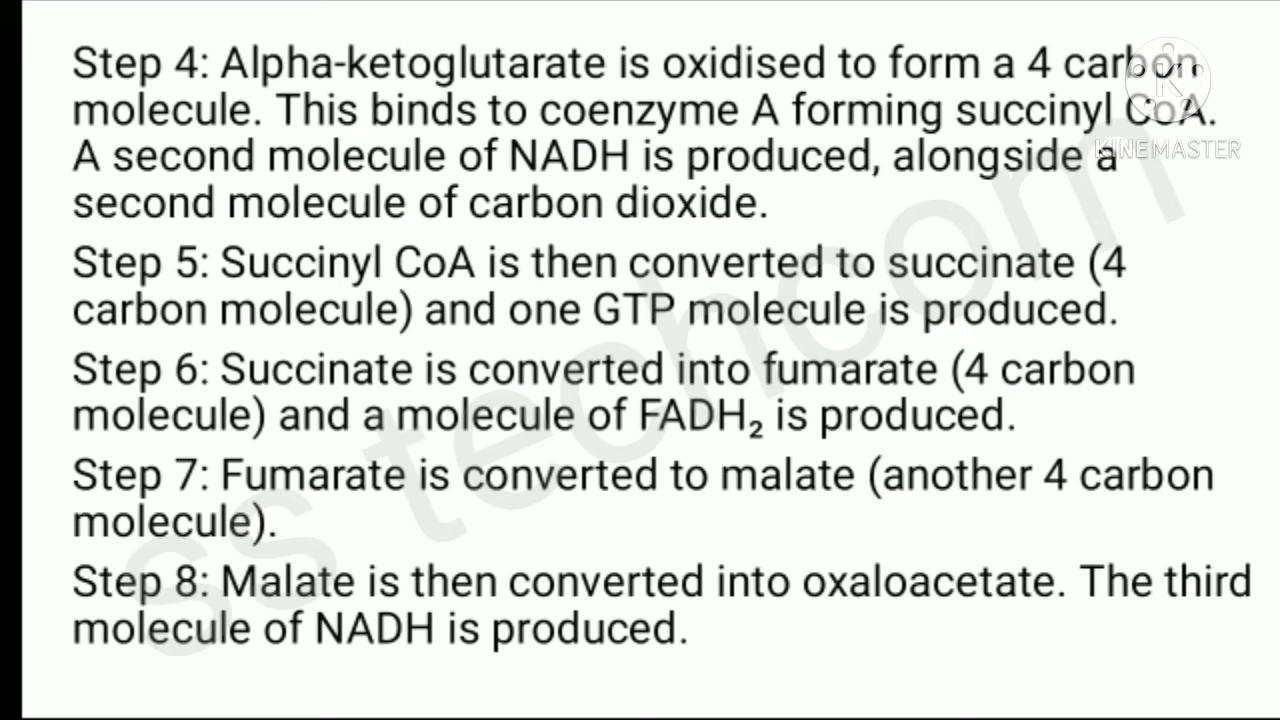 Step 4: Alpha-ketoglutarate is oxidised to form a 4 carbon
molecule. This binds to coenzyme A forming succinyl CoA.
A second molecule of NADH is produced, alongside a
second molecule of carbon dioxide.
Step 5: Succinyl CoA is then converted to succinate (4
carbon molecule) and one GTP molecule is produced.
Step 6: Succinate is converted into fumarate (4 carbon
molecule) and a molecule of FADH₂ is produced.
Step 7: Fumarate is converted to malate (another 4 carbon
molecule).
Step 8: Malate is then converted into oxaloacetate. The third
molecule of NADH is produced.
K
KINEMASTER
ss techcom